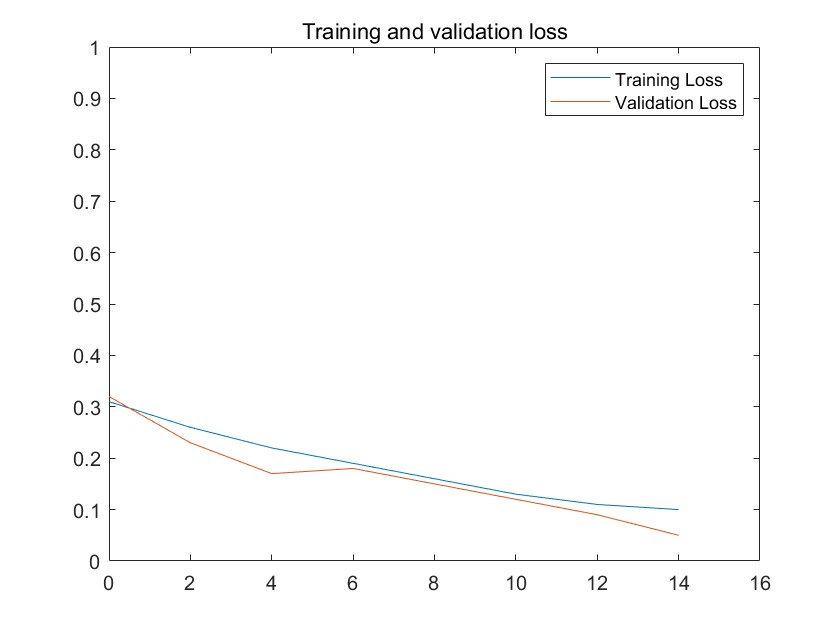 Training and validation loss
1
0.9
0.8
0.7
0.6
0.5
0.4
0.3
0.2
0.1
0
Training Loss
Validation Loss
0 2 4 6 8 10 12 14 16